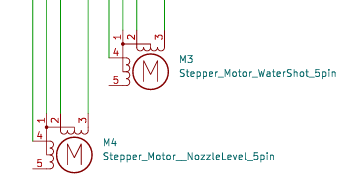 1
2
3
M3
4
M
Stepper_Motor_WaterShot_5pin
5
1
2
3
4
M4
M
Stepper_Motor__NozzleLevel_5pin
5